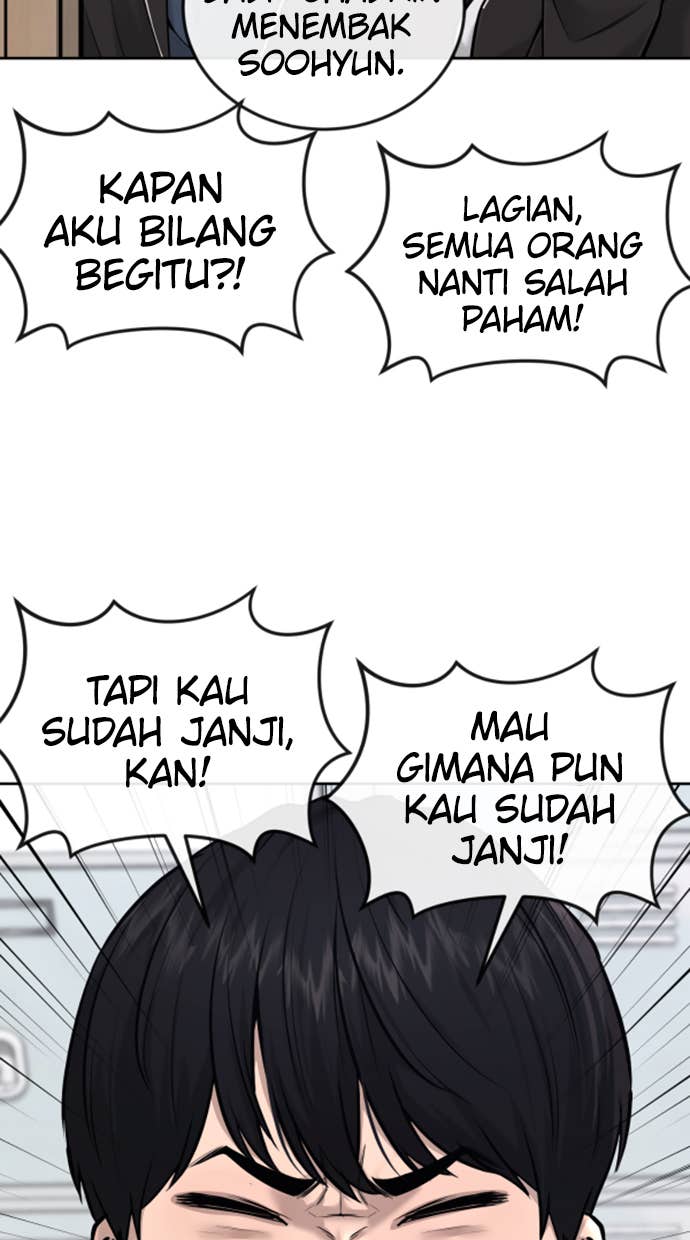 MENEMBAK
SOOHYUN.
KAPAN
AKU BILANG
BEGITU?!
LAGIAN,
SEMUA ORANG
NANTI SALAH
PAHAM!
TAPI KAU
SUDAH JANJI,
KAN!
MAU
GIMANA PUN
KAU SUDAH
JANJI!